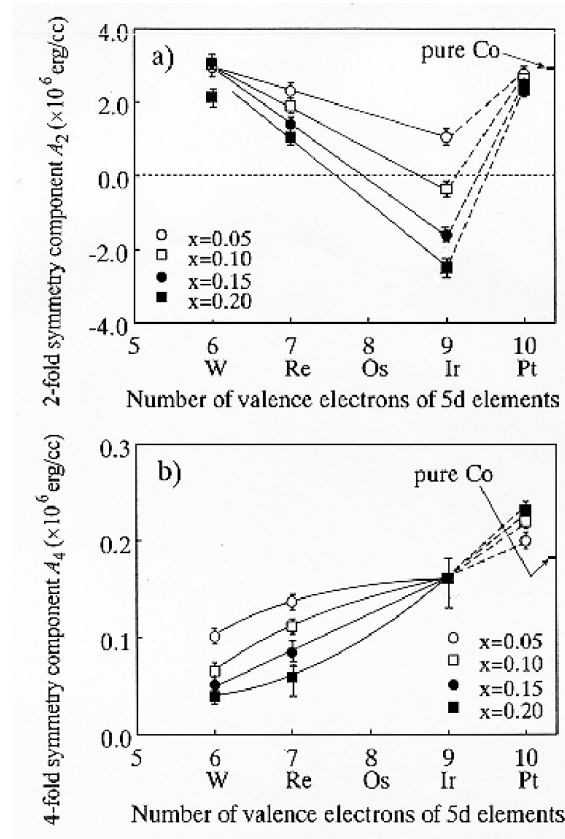 4.0
a)
pure Co
2.0
0.0
-2.0
-4.0
x=0.05
x=0.10
x=0.15
x=0.20
2-fold symmetry component A₂ (×10⁶ erg/cc)
5 6 7 8 9 10
W Re Os Ir Pt
Number of valence electrons of 5d elements
0.3
b)
pure Co
0.2
0.1
0.0
x=0.05
x=0.10
x=0.15
x=0.20
4-fold symmetry component A₄ (×10⁶ erg/cc)
5 6 7 8 9 10
W Re Os Ir Pt
Number of valence electrons of 5d elements